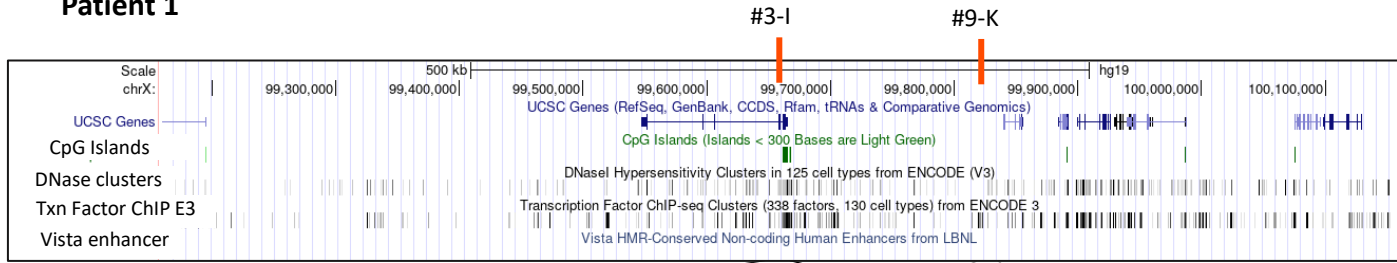 Patient 1
#3-I #9-K
Scale 500 kb hg19
chrX: 99,300,000 99,400,000 99,500,000 99,600,000 99,700,000 99,800,000 99,900,000 100,000,000 100,100,000
UCSC Genes (RefSeq, GenBank, CCDS, Rfam, tRNAs & Comparative Genomics)
UCSC Genes
CpG Islands (Islands < 300 Bases are Light Green)
CpG Islands
DNaseI Hypersensitivity Clusters in 125 cell types from ENCODE (V3)
DNase clusters
Transcription Factor ChIP-seq Clusters (338 factors, 130 cell types) from ENCODE 3
Txn Factor ChIP E3
Vista HMR-Conserved Non-coding Human Enhancers from LBNL
Vista enhancer